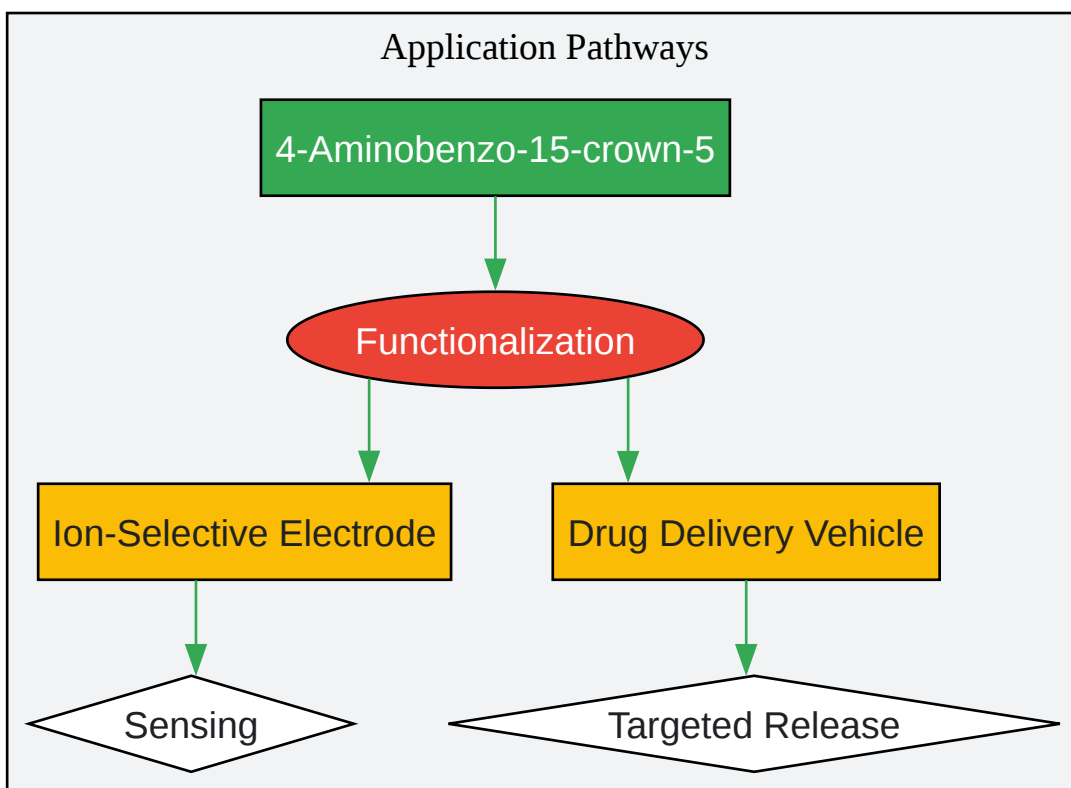 Application Pathways
4-Aminobenzo-15-crown-5
Functionalization
Ion-Selective Electrode
Drug Delivery Vehicle
Sensing
Targeted Release